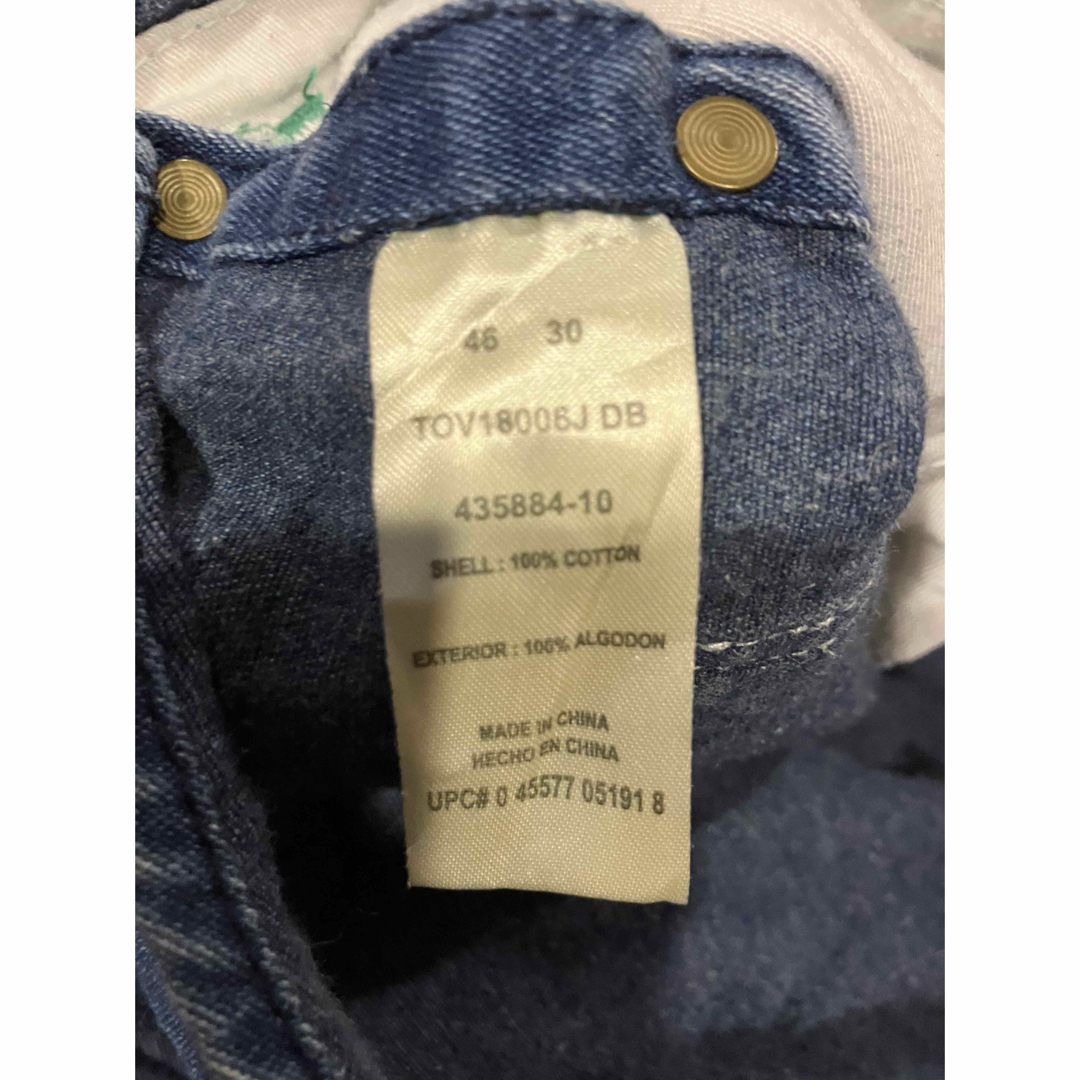 46 30
TOV18006J DB
435884-10
SHELL : 100% COTTON
EXTERIOR : 100% ALGODON
MADE IN CHINA
HECHO EN CHINA
UPC# 0 45577 05191 8